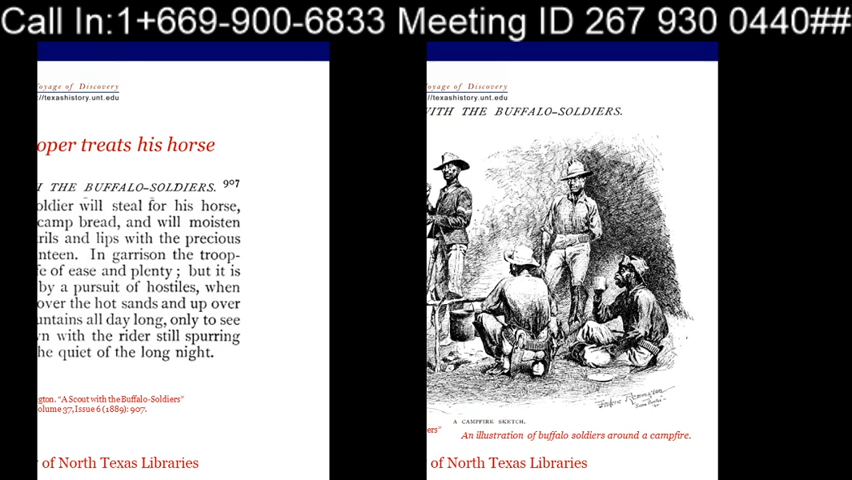 Call In:1+669-900-6833 Meeting ID 267 930 0440##
oyage of Discovery
//texashistory.unt.edu
oper treats his horse
H THE BUFFALO-SOLDIERS. 907
oldier will steal for his horse,
camp bread, and will moisten
rils and lips with the precious
nteen. In garrison the troop-
fe of ease and plenty; but it is
by a pursuit of hostiles, when
over the hot sands and up over
untains all day long, only to see
vn with the rider still spurring
he quiet of the long night.
ngton. "A Scout with the Buffalo-Soldiers"
olume 37, Issue 6 (1889): 907.
of North Texas Libraries
oyage of Discovery
//texashistory.unt.edu
WITH THE BUFFALO-SOLDIERS.
Frederic Remington
A CAMPFIRE SKETCH.
ers"
An illustration of buffalo soldiers around a campfire.
of North Texas Libraries